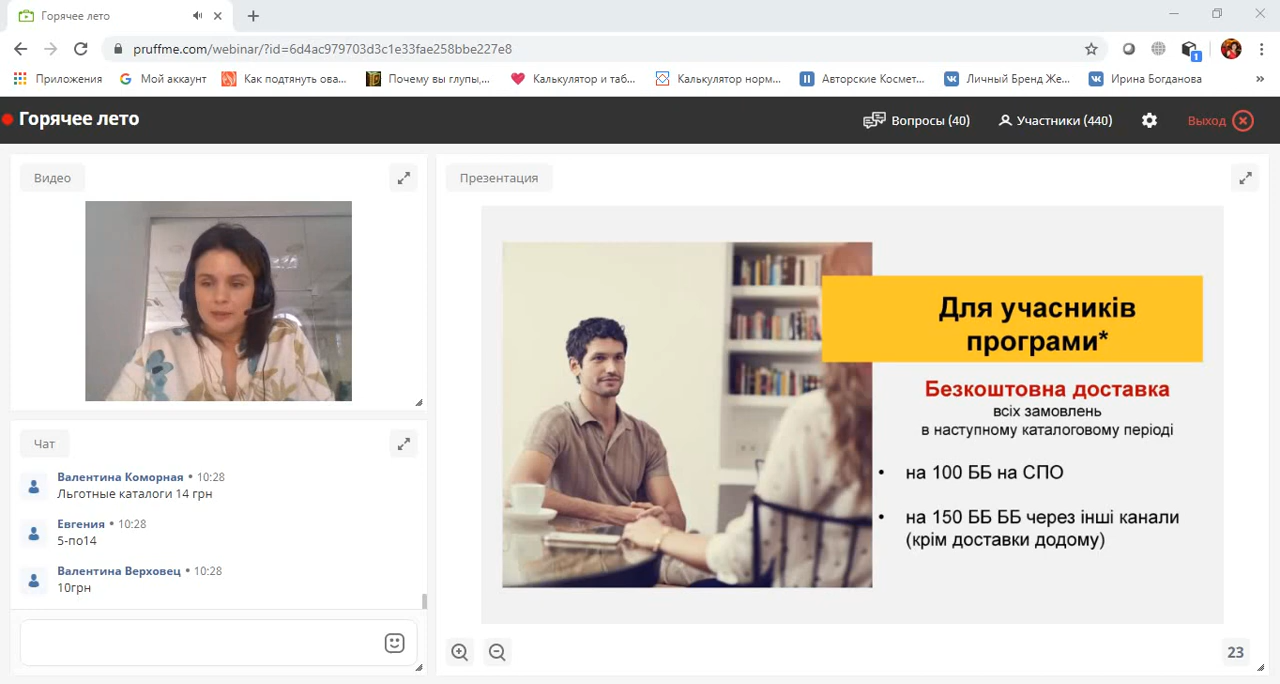 Горячее лето
pruffme.com/webinar/?id=6d4ac979703d3c1e33fae258bbe227e8
Приложения
Мой аккаунт
Как подтянуть ова...
Почему вы глупы,...
Калькулятор и таб...
Калькулятор норм...
Авторские Космет...
Личный Бренд Же...
Ирина Богданова
»
Горячее лето
Вопросы (40)
Участники (440)
Выход
Видео
Презентация
Для учасників
програми*
Безкоштовна доставка
всіх замовлень
в наступному каталоговому періоді
• на 100 ББ на СПО
• на 150 ББ ББ через інші канали
(крім доставки додому)
Чат
Валентина Коморная • 10:28
Льготные каталоги 14 грн
Евгения • 10:28
5-по14
Валентина Верховец • 10:28
10грн
23
1